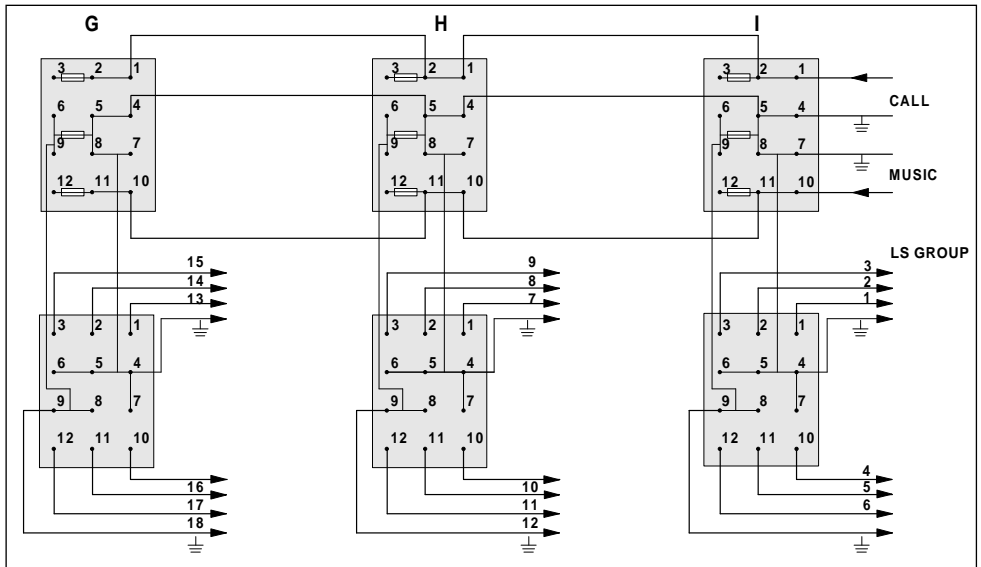 G H I
3 2 1 3 2 1 3 2 1
CALL
6 5 4 6 5 4 6 5 4
9 8 7 9 8 7 9 8 7
MUSIC
12 11 10 12 11 10 12 11 10
LS GROUP
15 9 3
14 8 2
13 7 1
3 2 1 3 2 1 3 2 1
6 5 4 6 5 4 6 5 4
9 8 7 9 8 7 9 8 7
12 11 10 12 11 10 12 11 10
4
16 10 5
17 11 6
18 12